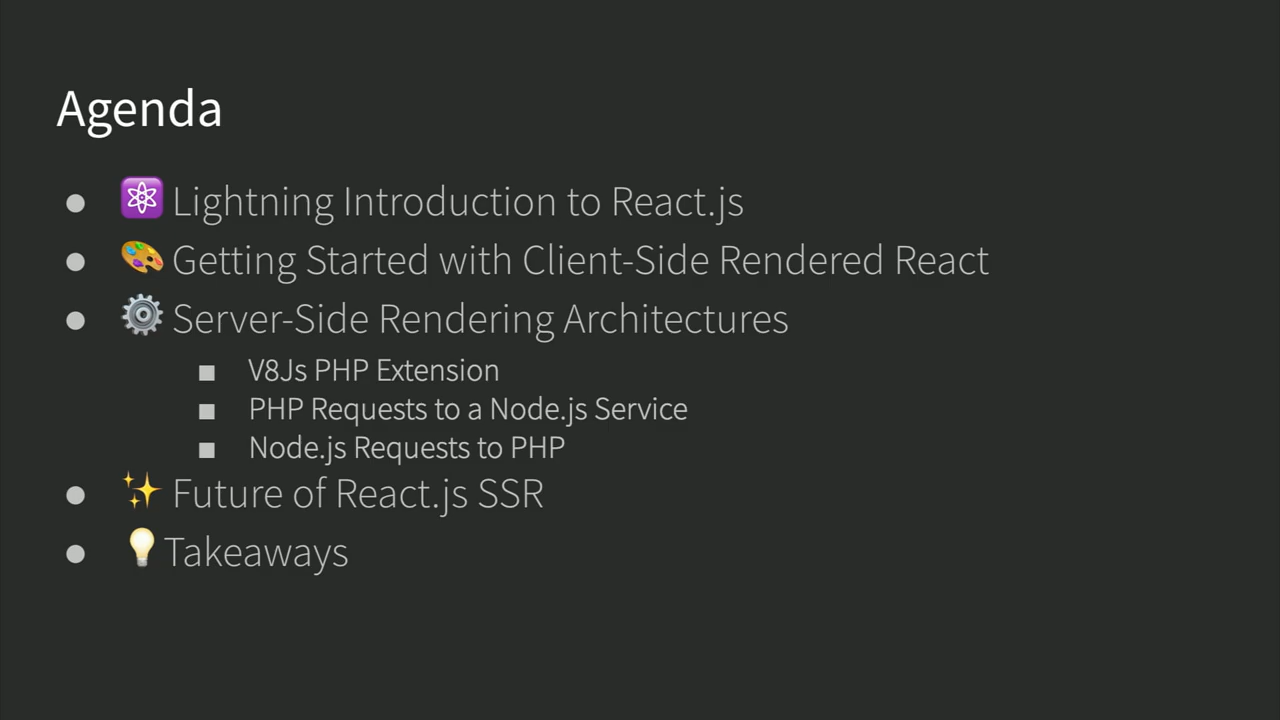 Agenda
● ⚛️ Lightning Introduction to React.js
● 🎨 Getting Started with Client-Side Rendered React
● ⚙️ Server-Side Rendering Architectures
■ V8Js PHP Extension
■ PHP Requests to a Node.js Service
■ Node.js Requests to PHP
● ✨ Future of React.js SSR
● 💡 Takeaways